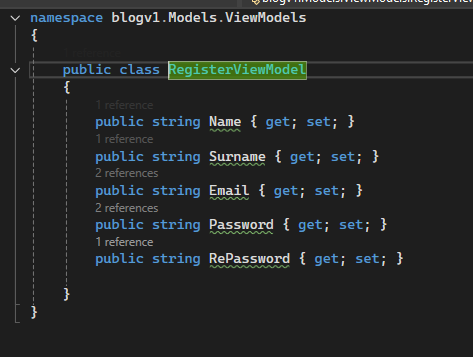 namespace blogv1.Models.ViewModels
{
public class RegisterViewModel
{
1 reference
public string Name { get; set; }
1 reference
public string Surname { get; set; }
2 references
public string Email { get; set; }
2 references
public string Password { get; set; }
1 reference
public string RePassword { get; set; }
}
}